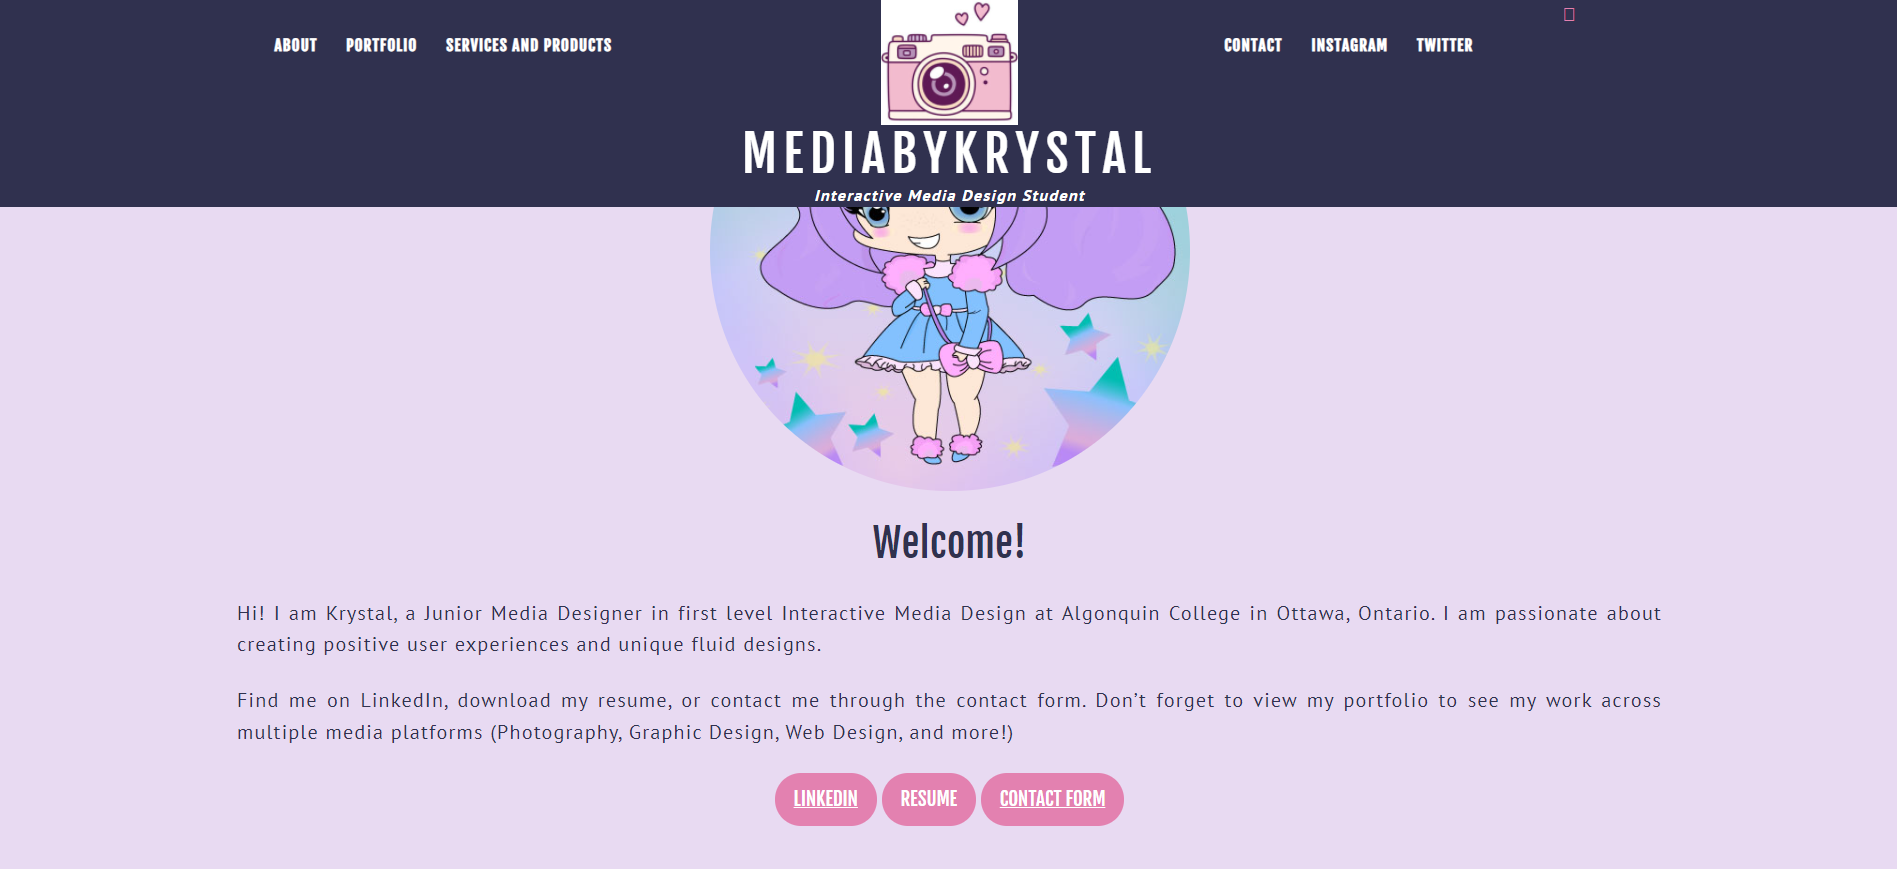 ABOUT PORTFOLIO SERVICES AND PRODUCTS CONTACT INSTAGRAM TWITTER
MEDIABYKRYSTAL
Interactive Media Design Student
Welcome!
Hi! I am Krystal, a Junior Media Designer in first level Interactive Media Design at Algonquin College in Ottawa, Ontario. I am passionate about
creating positive user experiences and unique fluid designs.
Find me on LinkedIn, download my resume, or contact me through the contact form. Don’t forget to view my portfolio to see my work across
multiple media platforms (Photography, Graphic Design, Web Design, and more!)
LINKEDIN RESUME CONTACT FORM